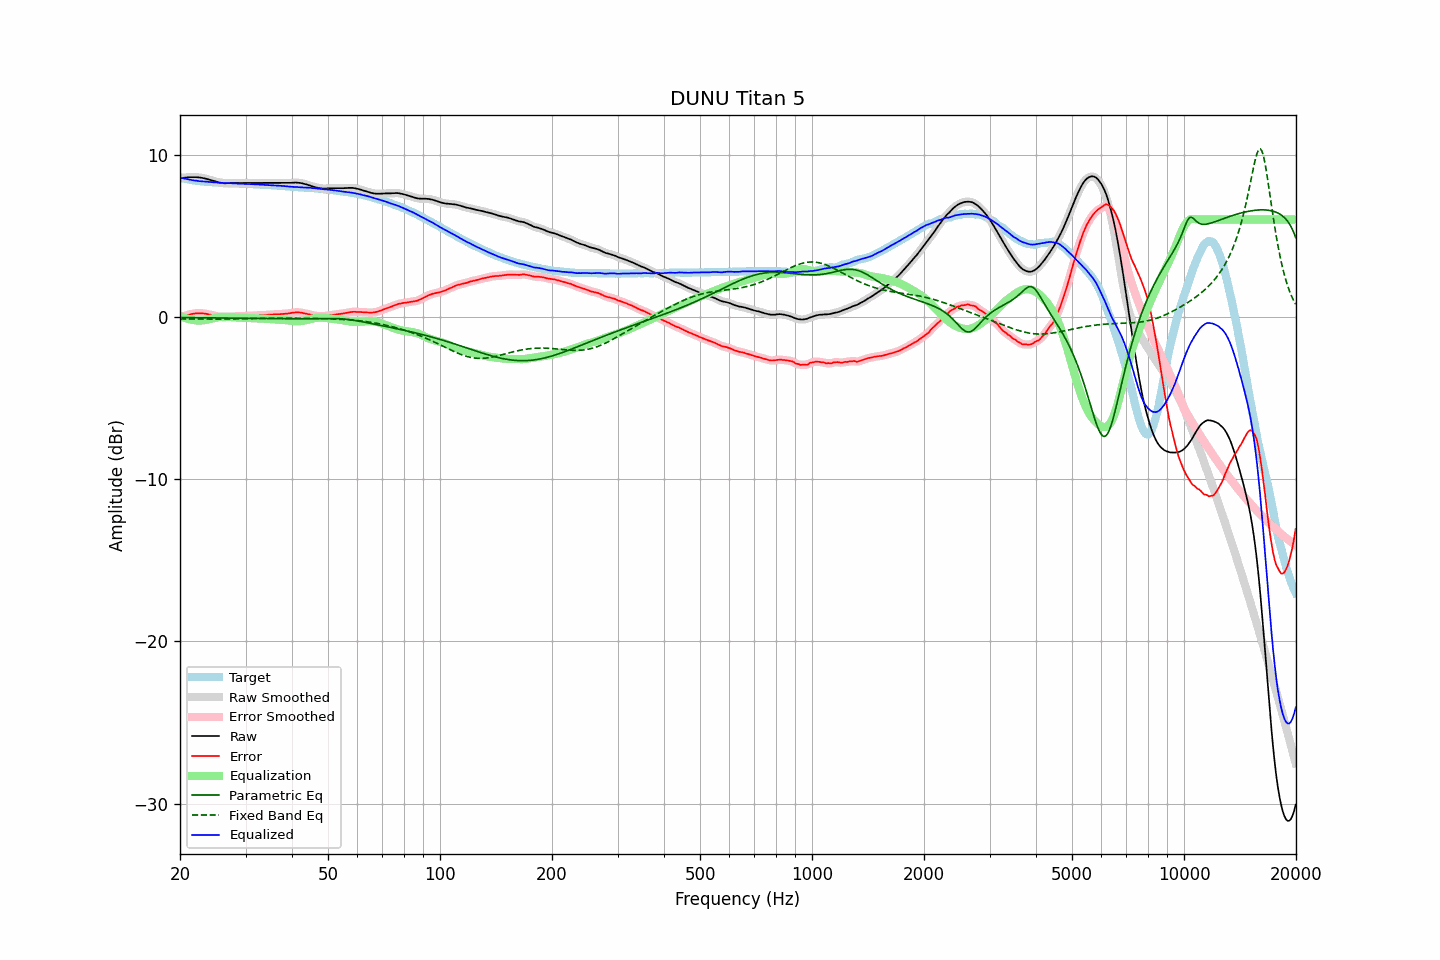 DUNU Titan 5
10
0
−10
−20
−30
Amplitude (dBr)
Target
Raw Smoothed
Error Smoothed
Raw
Error
Equalization
Parametric Eq
Fixed Band Eq
Equalized
20 50 100 200 500 1000 2000 5000 10000 20000
Frequency (Hz)